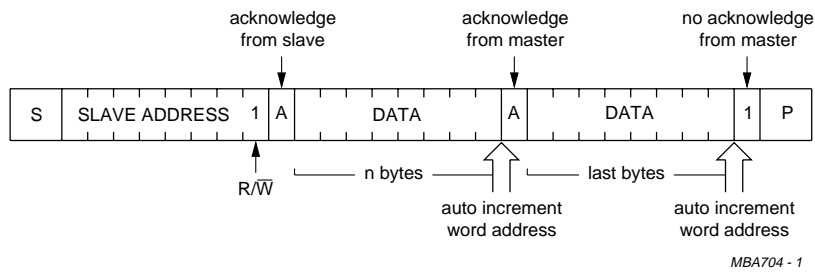 acknowledge
from slave
acknowledge
from master
no acknowledge
from master
S SLAVE ADDRESS 1 A DATA A DATA 1 P
R/W̅
n bytes
last bytes
auto increment
word address
auto increment
word address
MBA704 - 1